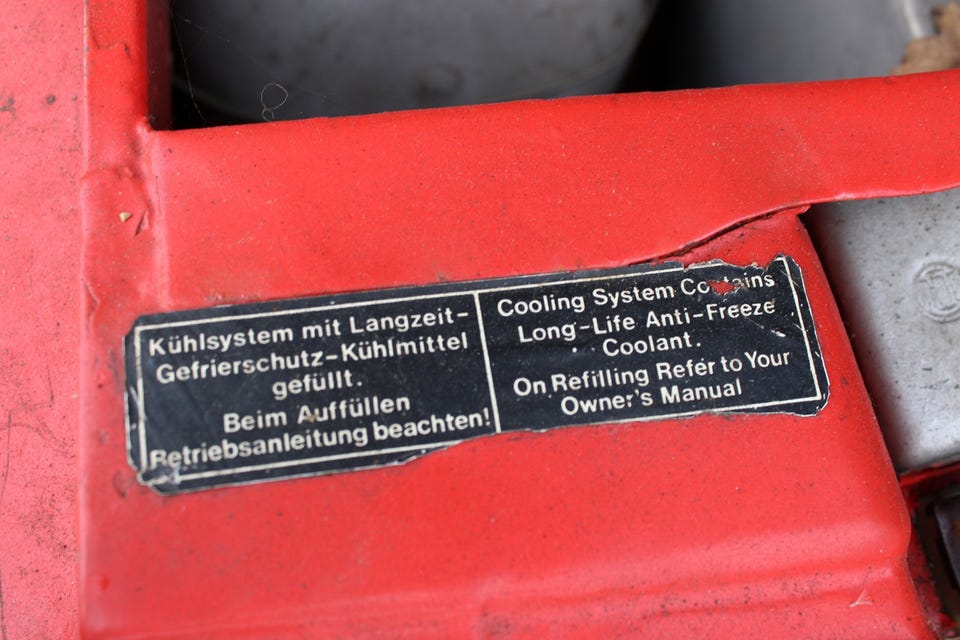 Kühlsystem mit Langzeit-
Gefrierschutz-Kühlmittel
gefüllt.
Beim Auffüllen
Betriebsanleitung beachten!
Cooling System Contains
Long-Life Anti-Freeze
Coolant.
On Refilling Refer to Your
Owner's Manual